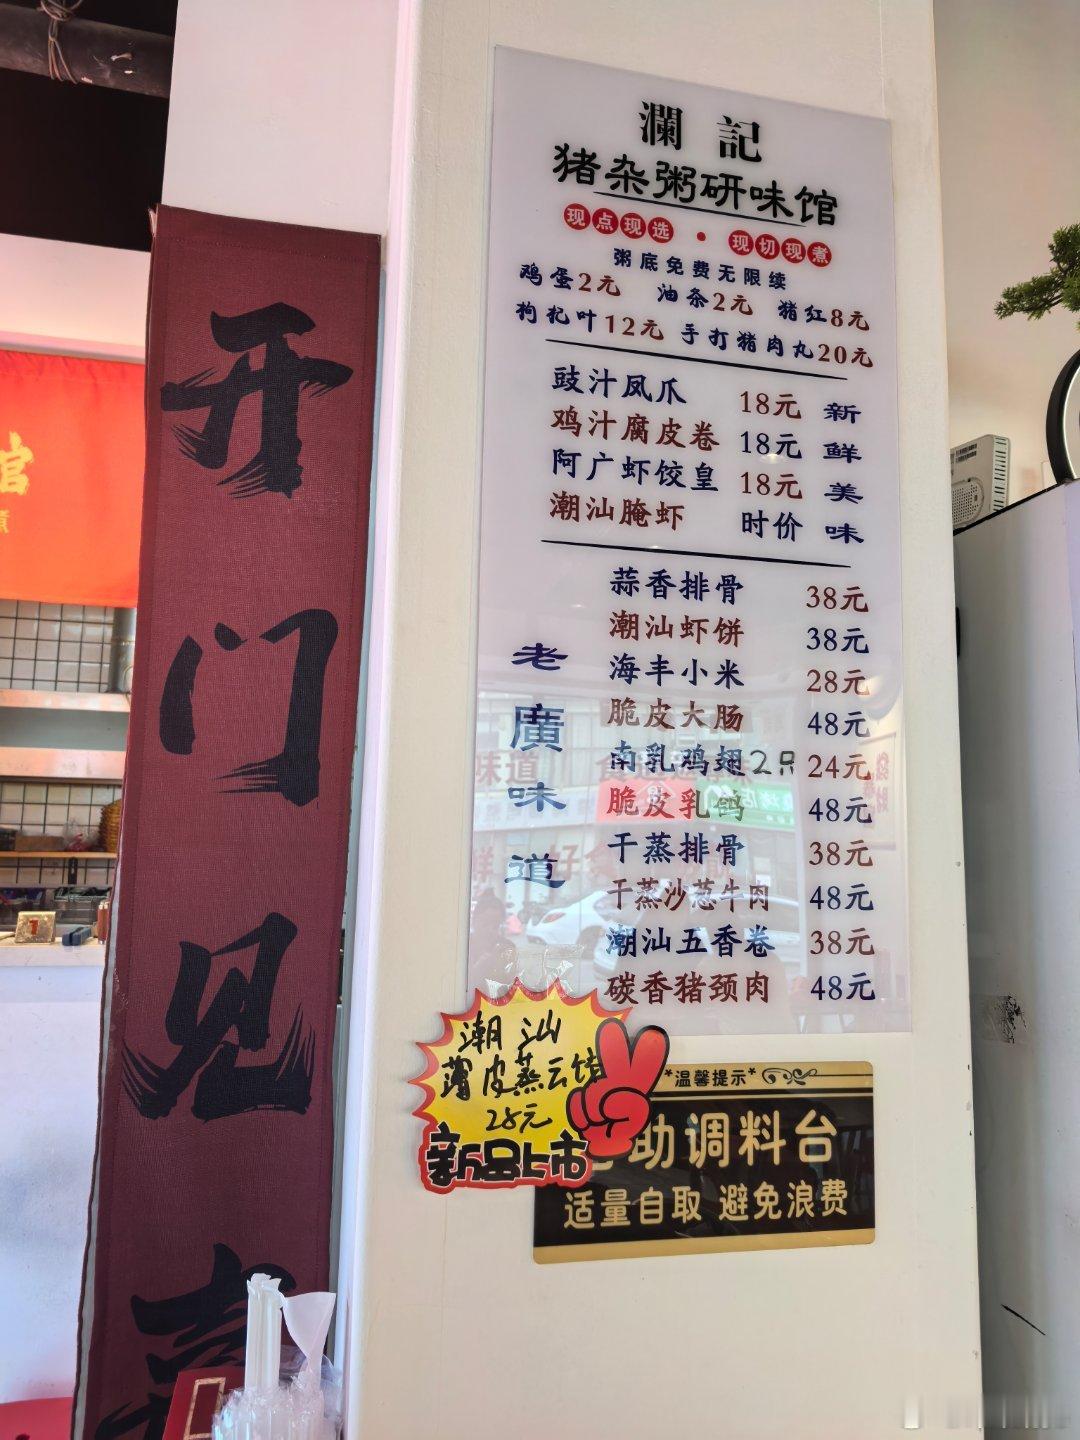 瀾記
猪杂粥研味馆
现点现选·现切现煮
粥底免费无限续
鸡蛋2元 油条2元 猪红8元
枸杞叶12元 手打猪肉丸20元
豉汁凤爪 18元
鸡汁腐皮卷 18元
阿广虾饺皇 18元
潮汕腌虾 时价
新鲜美味
老廣味道
蒜香排骨 38元
潮汕虾饼 38元
海丰小米 28元
脆皮大肠 48元
南乳鸡翅2只 24元
脆皮乳鸽 48元
干蒸排骨 38元
干蒸沙葱牛肉 48元
潮汕五香卷 38元
碳香猪颈肉 48元
潮汕
薄皮蒸云饺
28元
新品上市
*温馨提示*
助调料台
适量自取 避免浪费
开门见喜
馆
煮